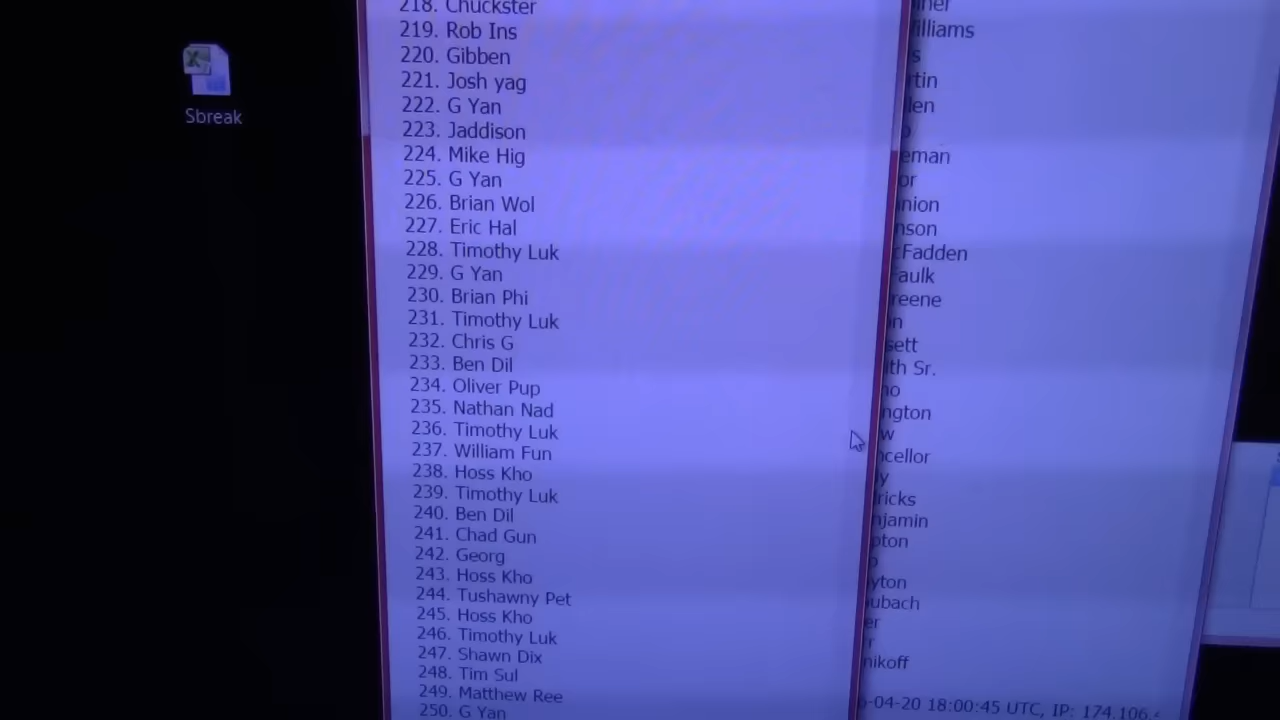 Sbreak
218. Chuckster
219. Rob Ins
220. Gibben
221. Josh yag
222. G Yan
223. Jaddison
224. Mike Hig
225. G Yan
226. Brian Wol
227. Eric Hal
228. Timothy Luk
229. G Yan
230. Brian Phi
231. Timothy Luk
232. Chris G
233. Ben Dil
234. Oliver Pup
235. Nathan Nad
236. Timothy Luk
237. William Fun
238. Hoss Kho
239. Timothy Luk
240. Ben Dil
241. Chad Gun
242. Georg
243. Hoss Kho
244. Tushawny Pet
245. Hoss Kho
246. Timothy Luk
247. Shawn Dix
248. Tim Sul
249. Matthew Ree
250. G Yan
illiams
s
rtin
len
eman
or
nion
nson
Fadden
aulk
reene
n
sett
ith Sr.
no
ngton
w
ncellor
y
ricks
njamin
pton
yton
ubach
er
r
nikoff
-04-20 18:00:45 UTC, IP: 174.106.